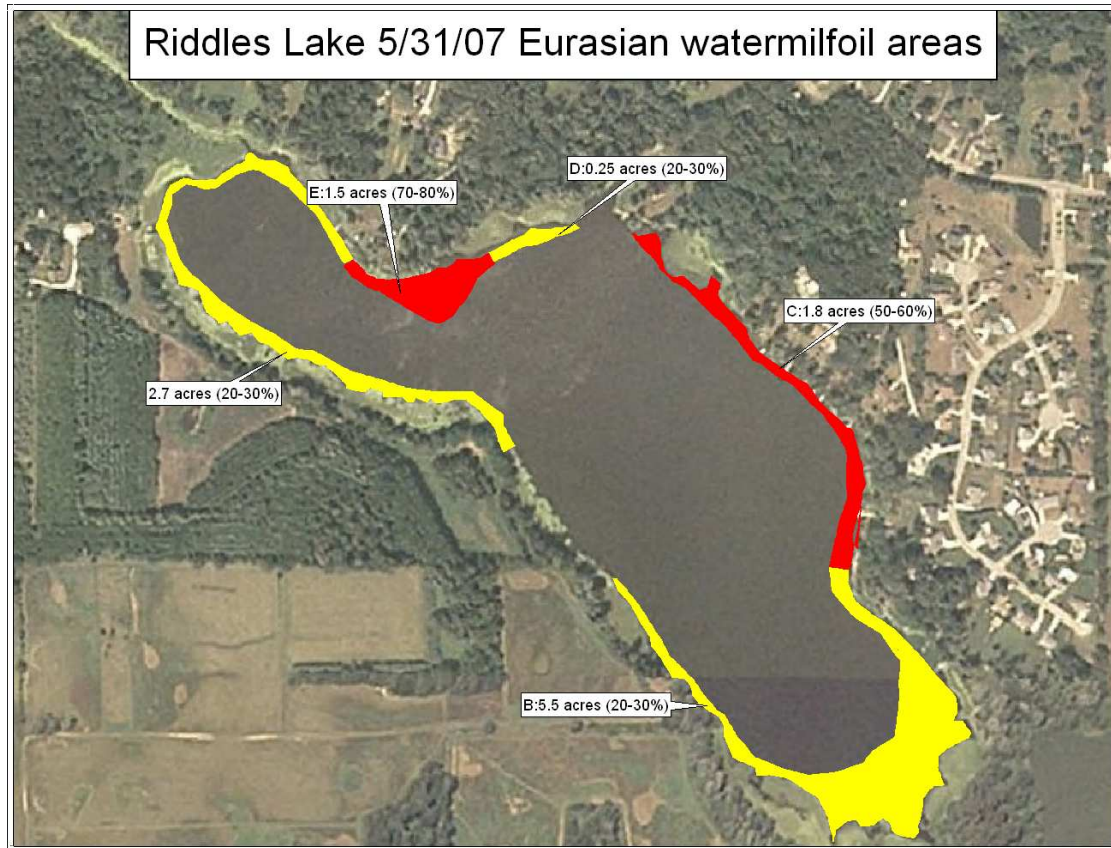 Riddles Lake 5/31/07 Eurasian watermilfoil areas
D:0.25 acres (20-30%)
E:1.5 acres (70-80%)
C:1.8 acres (50-60%)
2.7 acres (20-30%)
B:5.5 acres (20-30%)